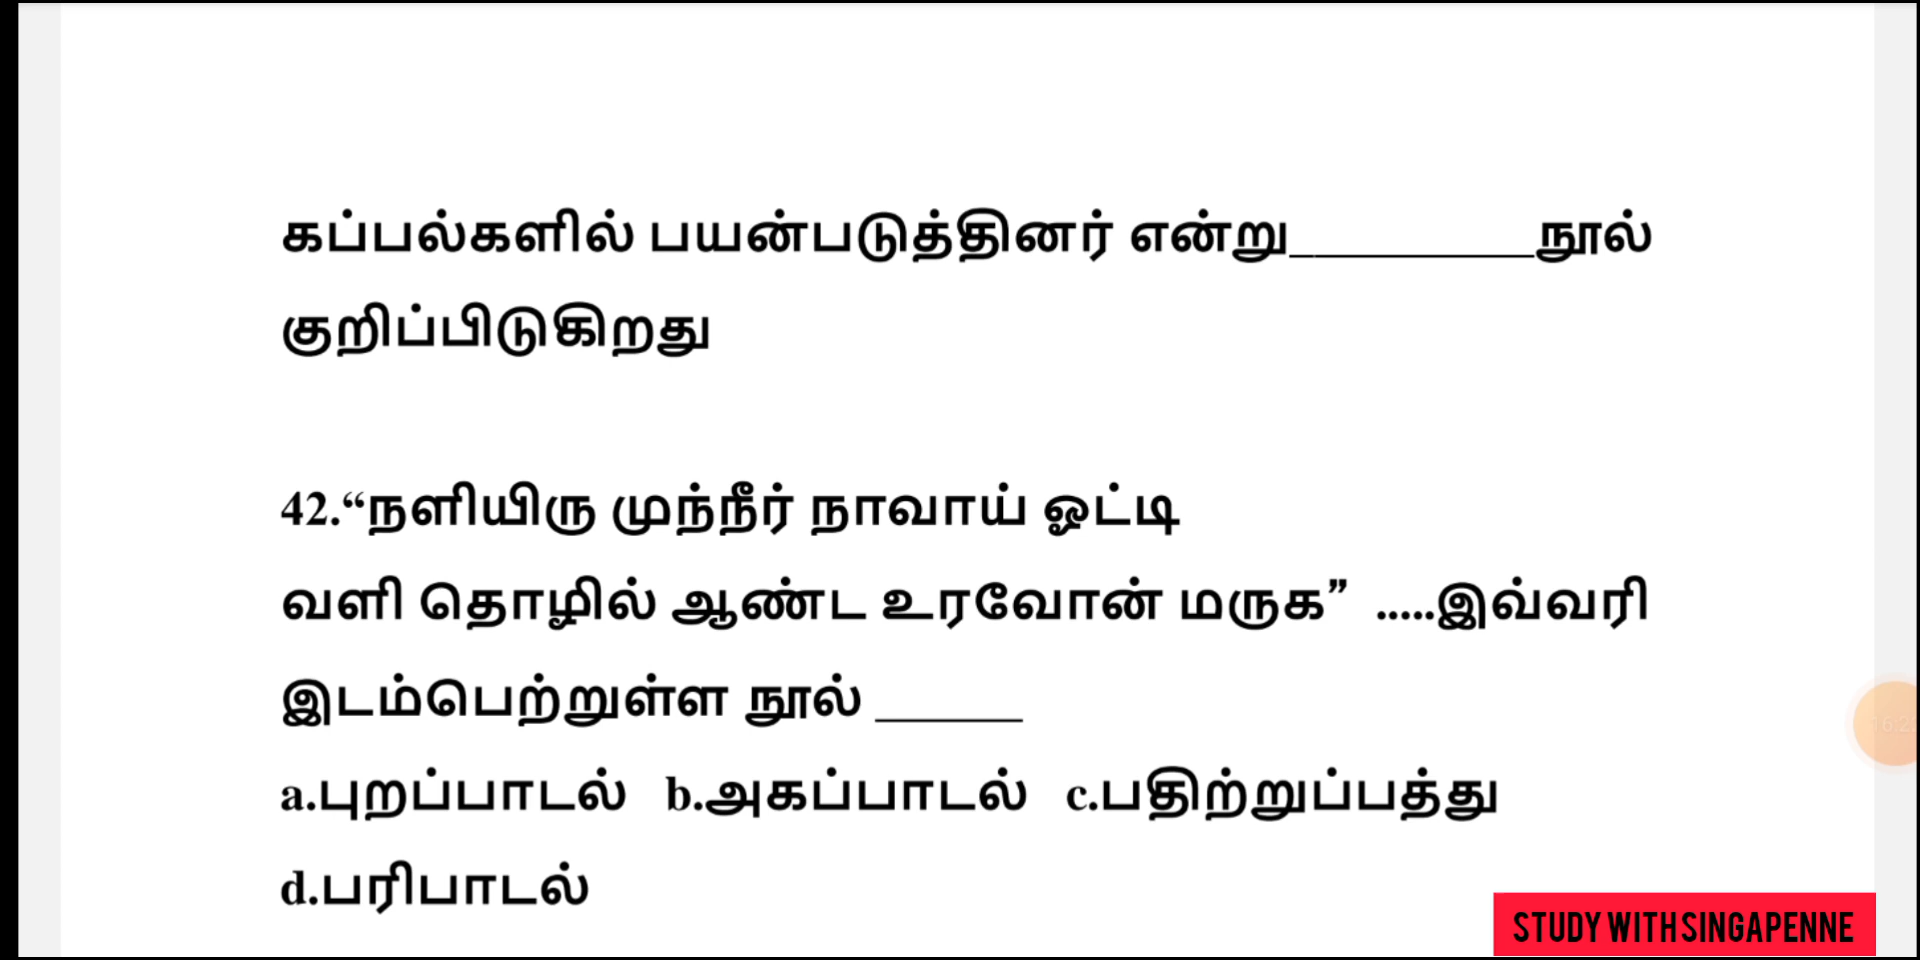 கப்பல்களில் பயன்படுத்தினர் என்று__________நூல்
குறிப்பிடுகிறது
42.“நளியிரு முந்நீர் நாவாய் ஓட்டி
வளி தொழில் ஆண்ட உரவோன் மருக” .....இவ்வரி
இடம்பெற்றுள்ள நூல் ______
a.புறப்பாடல் b.அகப்பாடல் c.பதிற்றுப்பத்து
d.பரிபாடல்
STUDY WITH SINGAPENNE